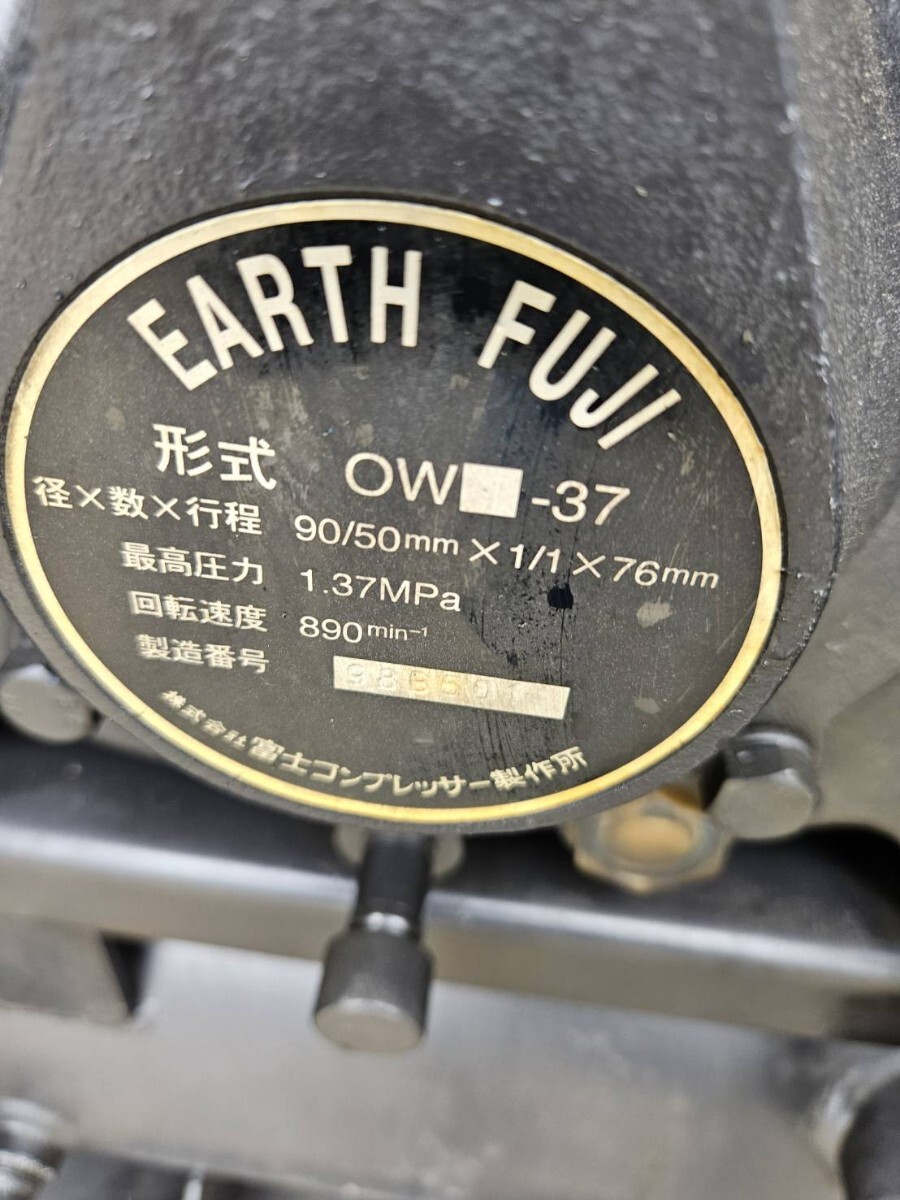 EARTH FUJI
形式 OW -37
径×数×行程 90/50mm×1/1×76mm
最高圧力 1.37MPa
回転速度 890min⁻¹
製造番号
株式会社 富士コンプレッサー製作所